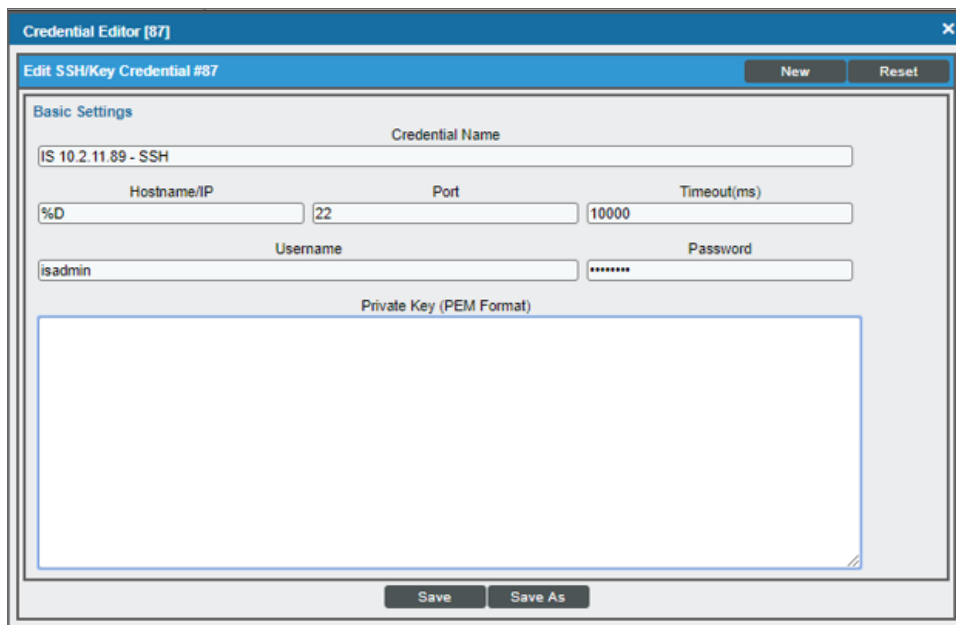 Credential Editor [87]
Edit SSH/Key Credential #87 New Reset
Basic Settings
Credential Name
IS 10.2.11.89 - SSH
Hostname/IP Port Timeout(ms)
%D 22 10000
Username Password
isadmin ••••••••
Private Key (PEM Format)
Save Save As